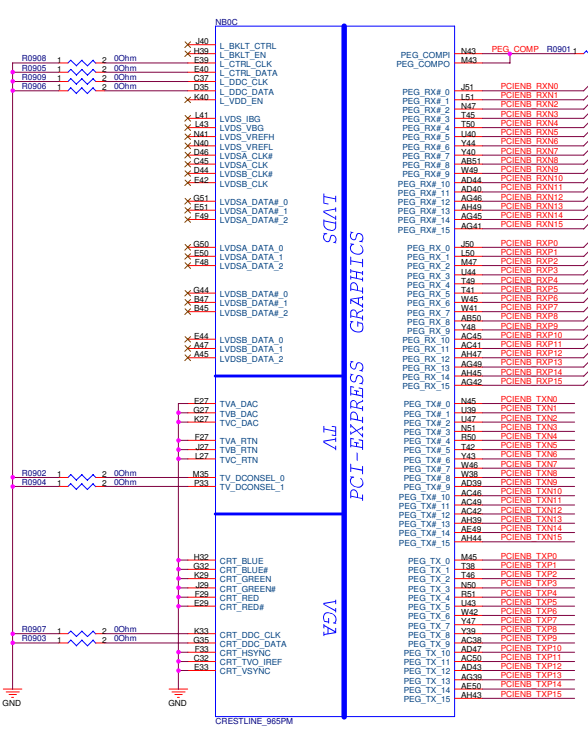 NB0C
J40 L_BKLT_CTRL
H39 L_BKLT_EN
R0908 1 2 0Ohm E39 L_CTRL_CLK
R0905 1 2 0Ohm E40 L_CTRL_DATA
R0909 1 2 0Ohm C37 L_DDC_CLK
R0906 1 2 0Ohm D35 L_DDC_DATA
K40 L_VDD_EN
L41 LVDS_IBG
L43 LVDS_VBG
N41 LVDS_VREFH
N40 LVDS_VREFL
D46 LVDSA_CLK#
C45 LVDSA_CLK
D44 LVDSB_CLK#
E42 LVDSB_CLK
G51 LVDSA_DATA#_0
E51 LVDSA_DATA#_1
F49 LVDSA_DATA#_2
G50 LVDSA_DATA_0
E50 LVDSA_DATA_1
F48 LVDSA_DATA_2
G44 LVDSB_DATA#_0
B47 LVDSB_DATA#_1
B45 LVDSB_DATA#_2
E44 LVDSB_DATA_0
A47 LVDSB_DATA_1
A45 LVDSB_DATA_2
E27 TVA_DAC
G27 TVB_DAC
K27 TVC_DAC
F27 TVA_RTN
J27 TVB_RTN
L27 TVC_RTN
R0902 1 2 0Ohm M35 TV_DCONSEL_0
R0904 1 2 0Ohm P33 TV_DCONSEL_1
H32 CRT_BLUE
G32 CRT_BLUE#
K29 CRT_GREEN
J29 CRT_GREEN#
F29 CRT_RED
E29 CRT_RED#
R0907 1 2 0Ohm K33 CRT_DDC_CLK
R0903 1 2 0Ohm G35 CRT_DDC_DATA
F33 CRT_HSYNC
C32 CRT_TVO_IREF
E33 CRT_VSYNC
GND
GND
LVDS
TV
VGA
PCI-EXPRESS GRAPHICS
PEG_COMPI N43 PEG_COMP R0901 1
PEG_COMPO M43
PEG_RX#_0 J51 PCIENB_RXN0
PEG_RX#_1 L51 PCIENB_RXN1
PEG_RX#_2 N47 PCIENB_RXN2
PEG_RX#_3 T45 PCIENB_RXN3
PEG_RX#_4 T50 PCIENB_RXN4
PEG_RX#_5 U40 PCIENB_RXN5
PEG_RX#_6 Y44 PCIENB_RXN6
PEG_RX#_7 Y40 PCIENB_RXN7
PEG_RX#_8 AB51 PCIENB_RXN8
PEG_RX#_9 W49 PCIENB_RXN9
PEG_RX#_10 AD44 PCIENB_RXN10
PEG_RX#_11 AD40 PCIENB_RXN11
PEG_RX#_12 AG46 PCIENB_RXN12
PEG_RX#_13 AH49 PCIENB_RXN13
PEG_RX#_14 AG45 PCIENB_RXN14
PEG_RX#_15 AG41 PCIENB_RXN15
PEG_RX_0 J50 PCIENB_RXP0
PEG_RX_1 L50 PCIENB_RXP1
PEG_RX_2 M47 PCIENB_RXP2
PEG_RX_3 U44 PCIENB_RXP3
PEG_RX_4 T49 PCIENB_RXP4
PEG_RX_5 T41 PCIENB_RXP5
PEG_RX_6 W45 PCIENB_RXP6
PEG_RX_7 W41 PCIENB_RXP7
PEG_RX_8 AB50 PCIENB_RXP8
PEG_RX_9 Y48 PCIENB_RXP9
PEG_RX_10 AC45 PCIENB_RXP10
PEG_RX_11 AC41 PCIENB_RXP11
PEG_RX_12 AH47 PCIENB_RXP12
PEG_RX_13 AG49 PCIENB_RXP13
PEG_RX_14 AH45 PCIENB_RXP14
PEG_RX_15 AG42 PCIENB_RXP15
PEG_TX#_0 N45 PCIENB_TXN0
PEG_TX#_1 U39 PCIENB_TXN1
PEG_TX#_2 U47 PCIENB_TXN2
PEG_TX#_3 N51 PCIENB_TXN3
PEG_TX#_4 R50 PCIENB_TXN4
PEG_TX#_5 T42 PCIENB_TXN5
PEG_TX#_6 Y43 PCIENB_TXN6
PEG_TX#_7 W46 PCIENB_TXN7
PEG_TX#_8 W38 PCIENB_TXN8
PEG_TX#_9 AD39 PCIENB_TXN9
PEG_TX#_10 AC46 PCIENB_TXN10
PEG_TX#_11 AC49 PCIENB_TXN11
PEG_TX#_12 AC42 PCIENB_TXN12
PEG_TX#_13 AH39 PCIENB_TXN13
PEG_TX#_14 AE49 PCIENB_TXN14
PEG_TX#_15 AH44 PCIENB_TXN15
PEG_TX_0 M45 PCIENB_TXP0
PEG_TX_1 T38 PCIENB_TXP1
PEG_TX_2 T46 PCIENB_TXP2
PEG_TX_3 N50 PCIENB_TXP3
PEG_TX_4 R51 PCIENB_TXP4
PEG_TX_5 U43 PCIENB_TXP5
PEG_TX_6 W42 PCIENB_TXP6
PEG_TX_7 Y47 PCIENB_TXP7
PEG_TX_8 Y39 PCIENB_TXP8
PEG_TX_9 AC38 PCIENB_TXP9
PEG_TX_10 AD47 PCIENB_TXP10
PEG_TX_11 AC50 PCIENB_TXP11
PEG_TX_12 AD43 PCIENB_TXP12
PEG_TX_13 AG39 PCIENB_TXP13
PEG_TX_14 AE50 PCIENB_TXP14
PEG_TX_15 AH43 PCIENB_TXP15
CRESTLINE_965PM